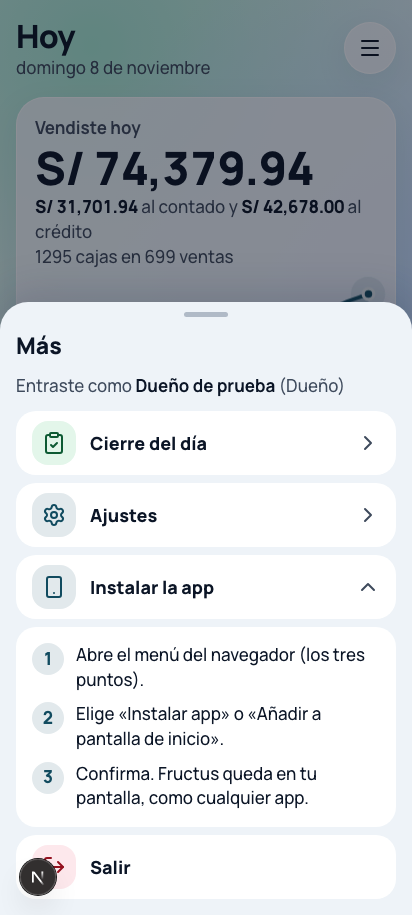 Hoy
domingo 8 de noviembre
Vendiste hoy
S/ 74,379.94
S/ 31,701.94 al contado y S/ 42,678.00 al
crédito
1295 cajas en 699 ventas
Más
Entraste como Dueño de prueba (Dueño)
Cierre del día
Ajustes
Instalar la app
1 Abre el menú del navegador (los tres
puntos).
2 Elige «Instalar app» o «Añadir a
pantalla de inicio».
3 Confirma. Fructus queda en tu
pantalla, como cualquier app.
N Salir